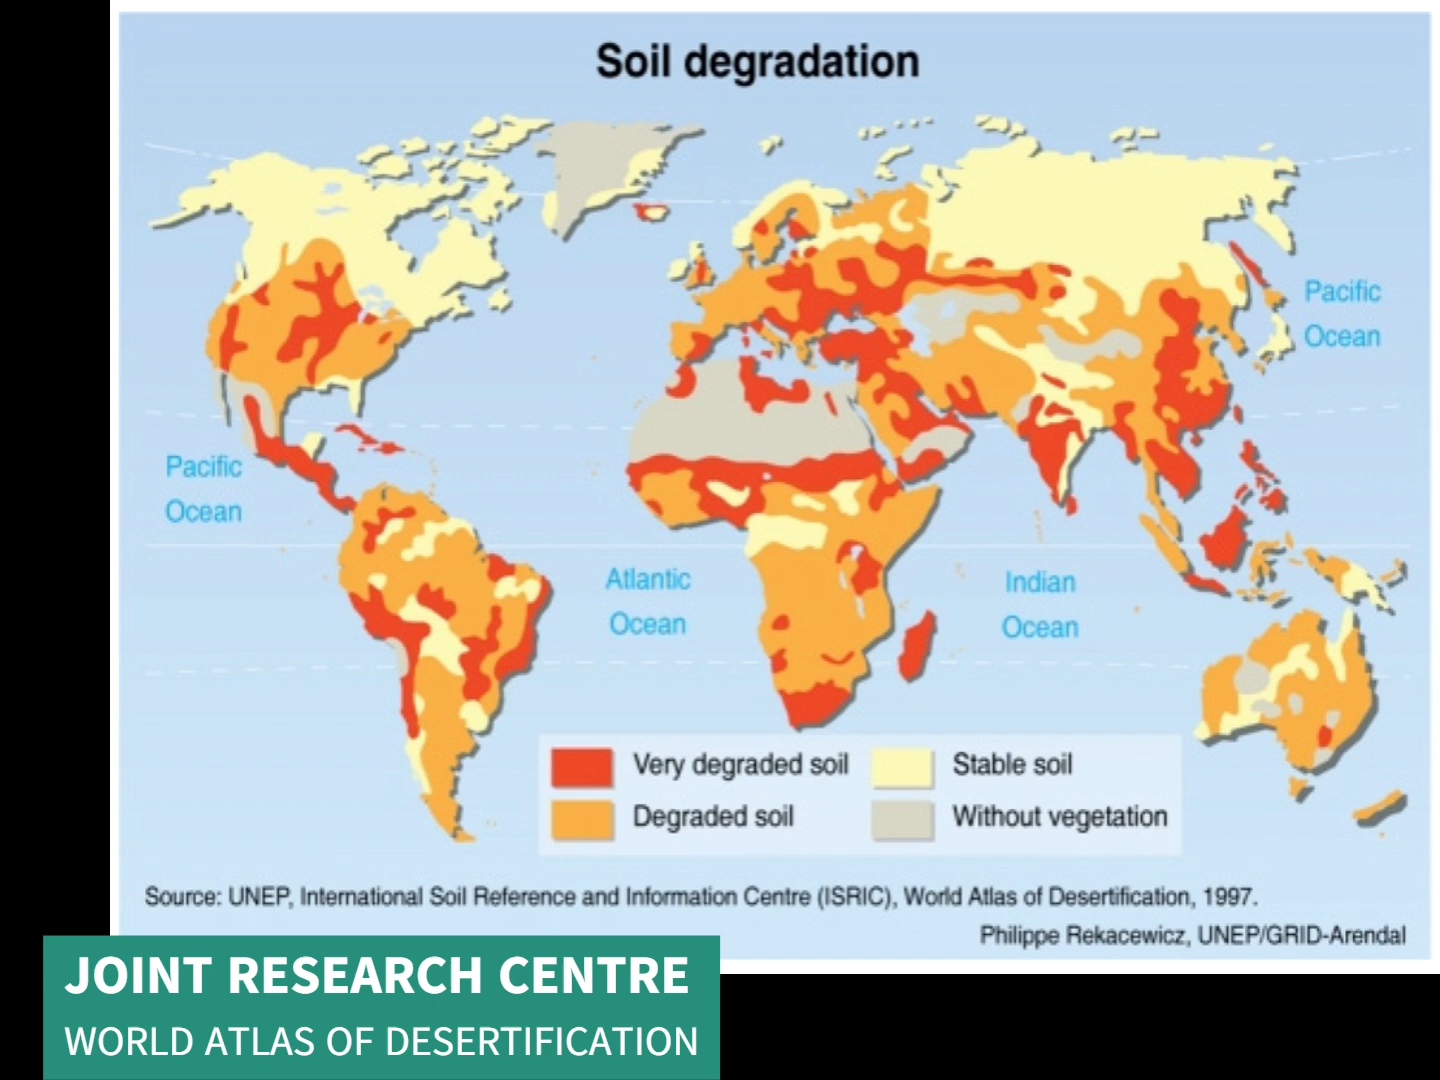 Soil degradation
Pacific
Ocean
Pacific
Ocean
Atlantic
Ocean
Indian
Ocean
Very degraded soil
Stable soil
Degraded soil
Without vegetation
Source: UNEP, International Soil Reference and Information Centre (ISRIC), World Atlas of Desertification, 1997.
Philippe Rekacewicz, UNEP/GRID-Arendal
JOINT RESEARCH CENTRE
WORLD ATLAS OF DESERTIFICATION